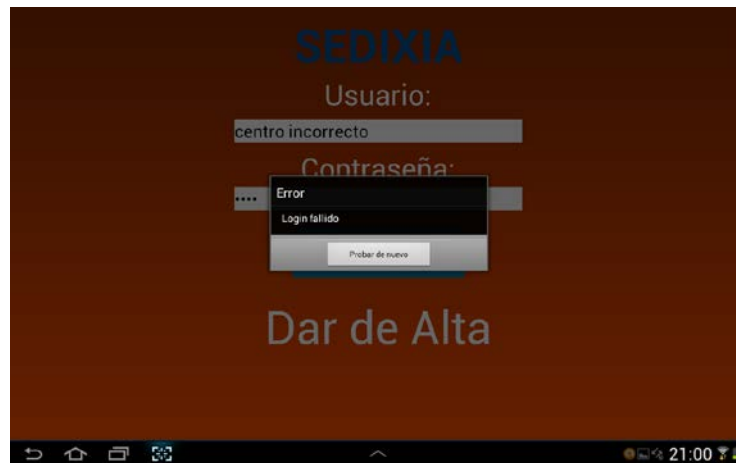 SEDIXIA
Usuario:
centro incorrecto
Contraseña:
••••
Error
Login fallido
Probar de nuevo
Dar de Alta
21:00